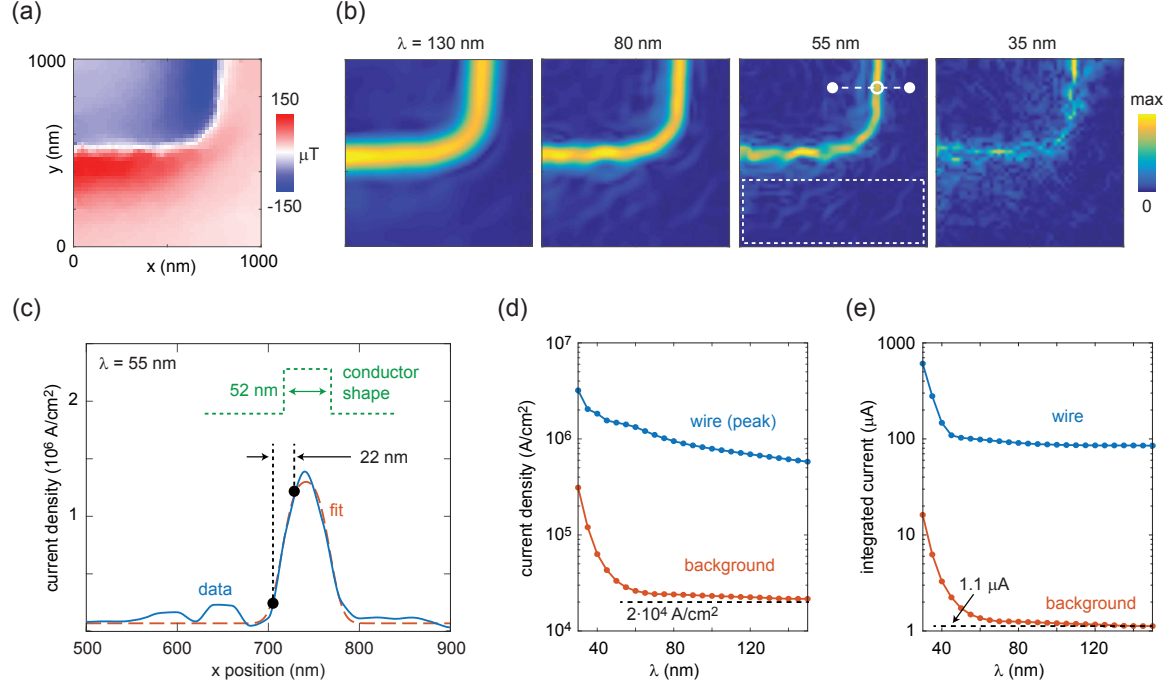 (a)
1000
y (nm)
0
0
x (nm)
1000
150
µT
-150
(b)
λ = 130 nm
80 nm
55 nm
35 nm
max
0
(c)
λ = 55 nm
52 nm
conductor
shape
22 nm
fit
data
current density (10⁶ A/cm²)
2
1
500
600
700
800
900
x position (nm)
(d)
current density (A/cm²)
10⁷
10⁶
10⁵
10⁴
wire (peak)
background
2·10⁴ A/cm²
40
80
120
λ (nm)
(e)
integrated current (µA)
1000
100
10
1
wire
1.1 µA
background
40
80
120
λ (nm)